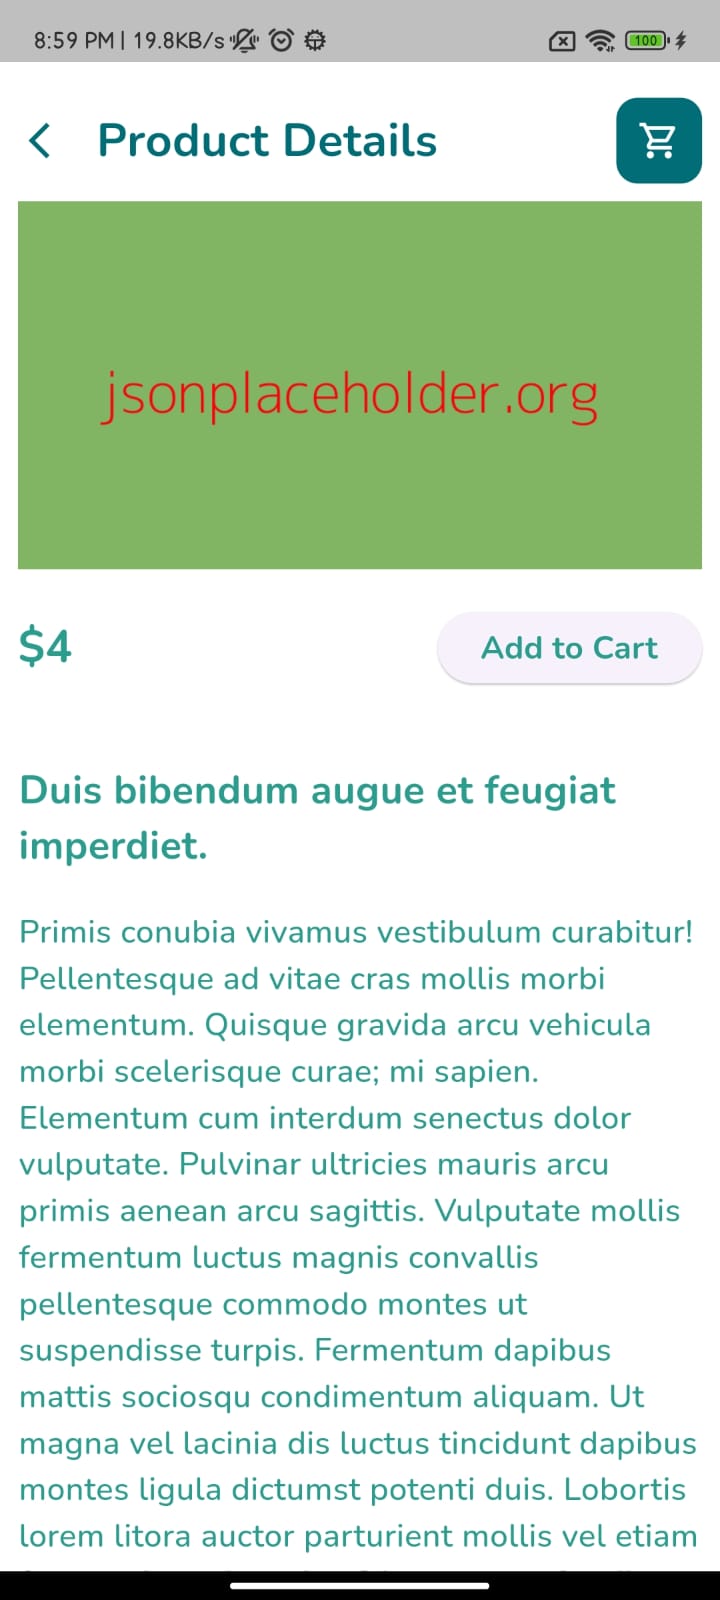 8:59 PM | 19.8KB/s
100
Product Details
jsonplaceholder.org
$4
Add to Cart
Duis bibendum augue et feugiat
imperdiet.
Primis conubia vivamus vestibulum curabitur!
Pellentesque ad vitae cras mollis morbi
elementum. Quisque gravida arcu vehicula
morbi scelerisque curae; mi sapien.
Elementum cum interdum senectus dolor
vulputate. Pulvinar ultricies mauris arcu
primis aenean arcu sagittis. Vulputate mollis
fermentum luctus magnis convallis
pellentesque commodo montes ut
suspendisse turpis. Fermentum dapibus
mattis sociosqu condimentum aliquam. Ut
magna vel lacinia dis luctus tincidunt dapibus
montes ligula dictumst potenti duis. Lobortis
lorem litora auctor parturient mollis vel etiam